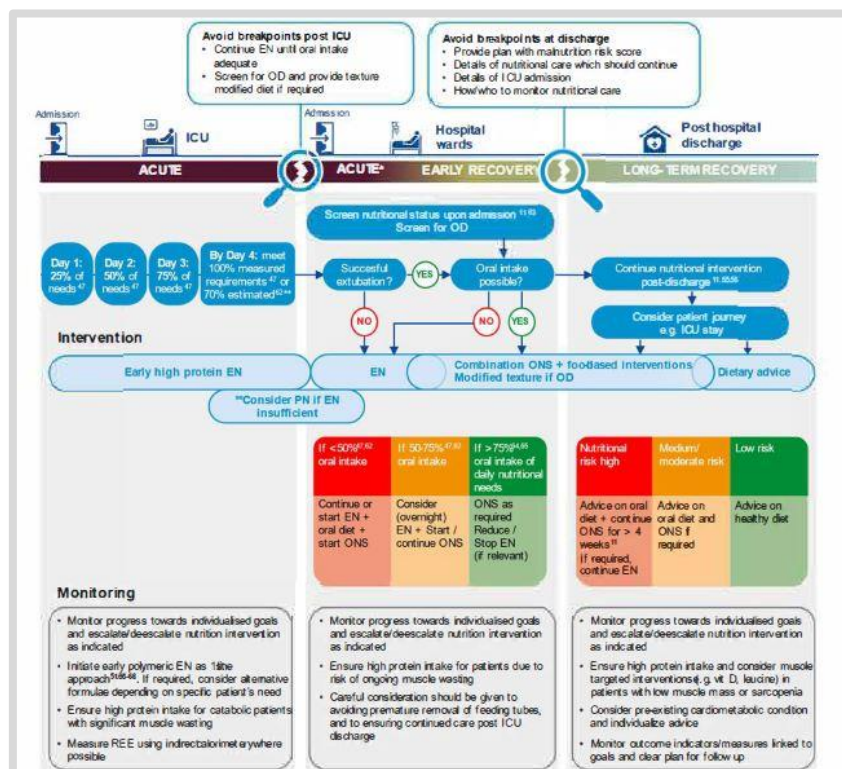 Avoid breakpoints post ICU
• Continue EN until oral intake
adequate
• Screen for OD and provide texture
modified diet if required
Avoid breakpoints at discharge
• Provide plan with malnutrition risk score
• Details of nutritional care which should continue
• Details of ICU admission
• How/who to monitor nutritional care
Admission
ICU
Admission
Hospital
wards
Post hospital
discharge
ACUTE
ACUTE*
EARLY RECOVERY
LONG-TERM RECOVERY
Screen nutritional status upon admission
Screen for OD
Day 1:
25% of
needs 47
Day 2:
50% of
needs 47
Day 3:
75% of
needs 47
By Day 4: meet
100% measured
requirements 47 or
70% estimated
Succesful
extubation?
YES
Oral intake
possible?
Continue nutritional intervention
post-discharge
NO
NO
YES
Consider patient journey
e.g. ICU stay
Intervention
Early high protein EN
EN
Combination ONS + food-based interventions
Modified texture if OD
Dietary advice
**Consider PN if EN
insufficient
If <50%
oral intake
If 50-75%
oral intake
If >75%
oral intake of
daily nutritional
needs
Nutritional
risk high
Medium/
moderate risk
Low risk
Continue or
start EN +
oral diet +
start ONS
Consider
(overnight)
EN + Start /
continue ONS
ONS as
required
Reduce /
Stop EN
(if relevant)
Advice on oral
diet + continue
ONS for > 4
weeks
If required,
continue EN
Advice on
oral diet and
ONS if
required
Advice on
healthy diet
Monitoring
• Monitor progress towards individualised goals
and escalate/deescalate nutrition intervention
as indicated
• Initiate early polymeric EN as 1stline
approach. If required, consider alternative
formulae depending on specific patient's need
• Ensure high protein intake for catabolic patients
with significant muscle wasting
• Measure REE using indirectcalorimetrywhere
possible
• Monitor progress towards individualised goals
and escalate/deescalate nutrition intervention
as indicated
• Ensure high protein intake for patients due to
risk of ongoing muscle wasting
• Careful consideration should be given to
avoiding premature removal of feeding tubes,
and to ensuring continued care post ICU
discharge
• Monitor progress towards individualised goals
and escalate/deescalate nutrition intervention
as indicated
• Ensure high protein intake and consider muscle
targeted interventions(e.g. vit D, leucine) in
patients with low muscle mass or sarcopenia
• Consider pre-existing cardiometabolic condition
and individualize advice
• Monitor outcome indicators/measures linked to
goals and clear plan for follow up